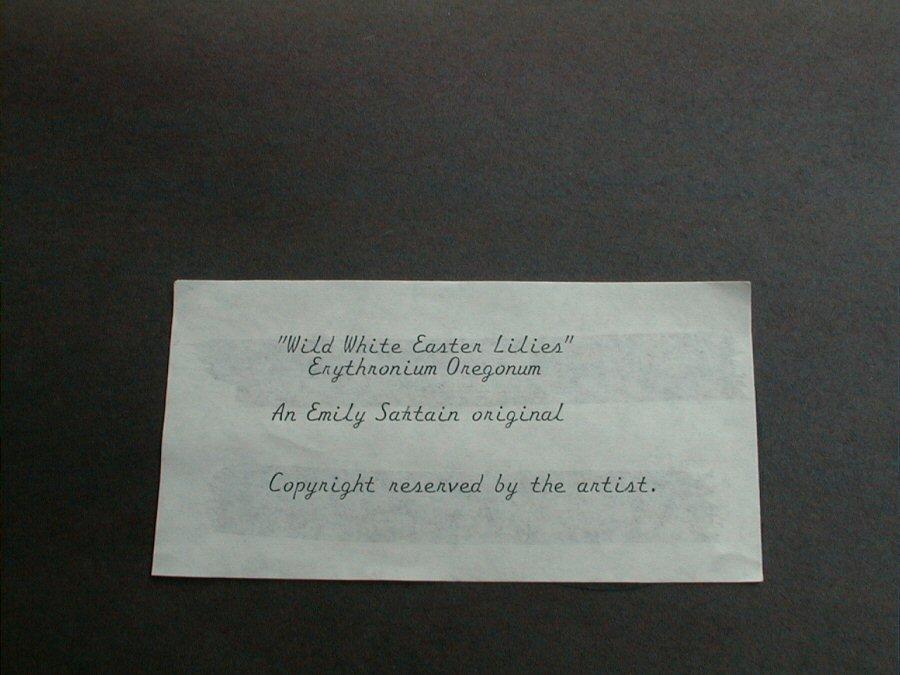 "Wild White Easter Lilies"
Erythronium Oregonum
An Emily Sartain original
Copyright reserved by the artist.